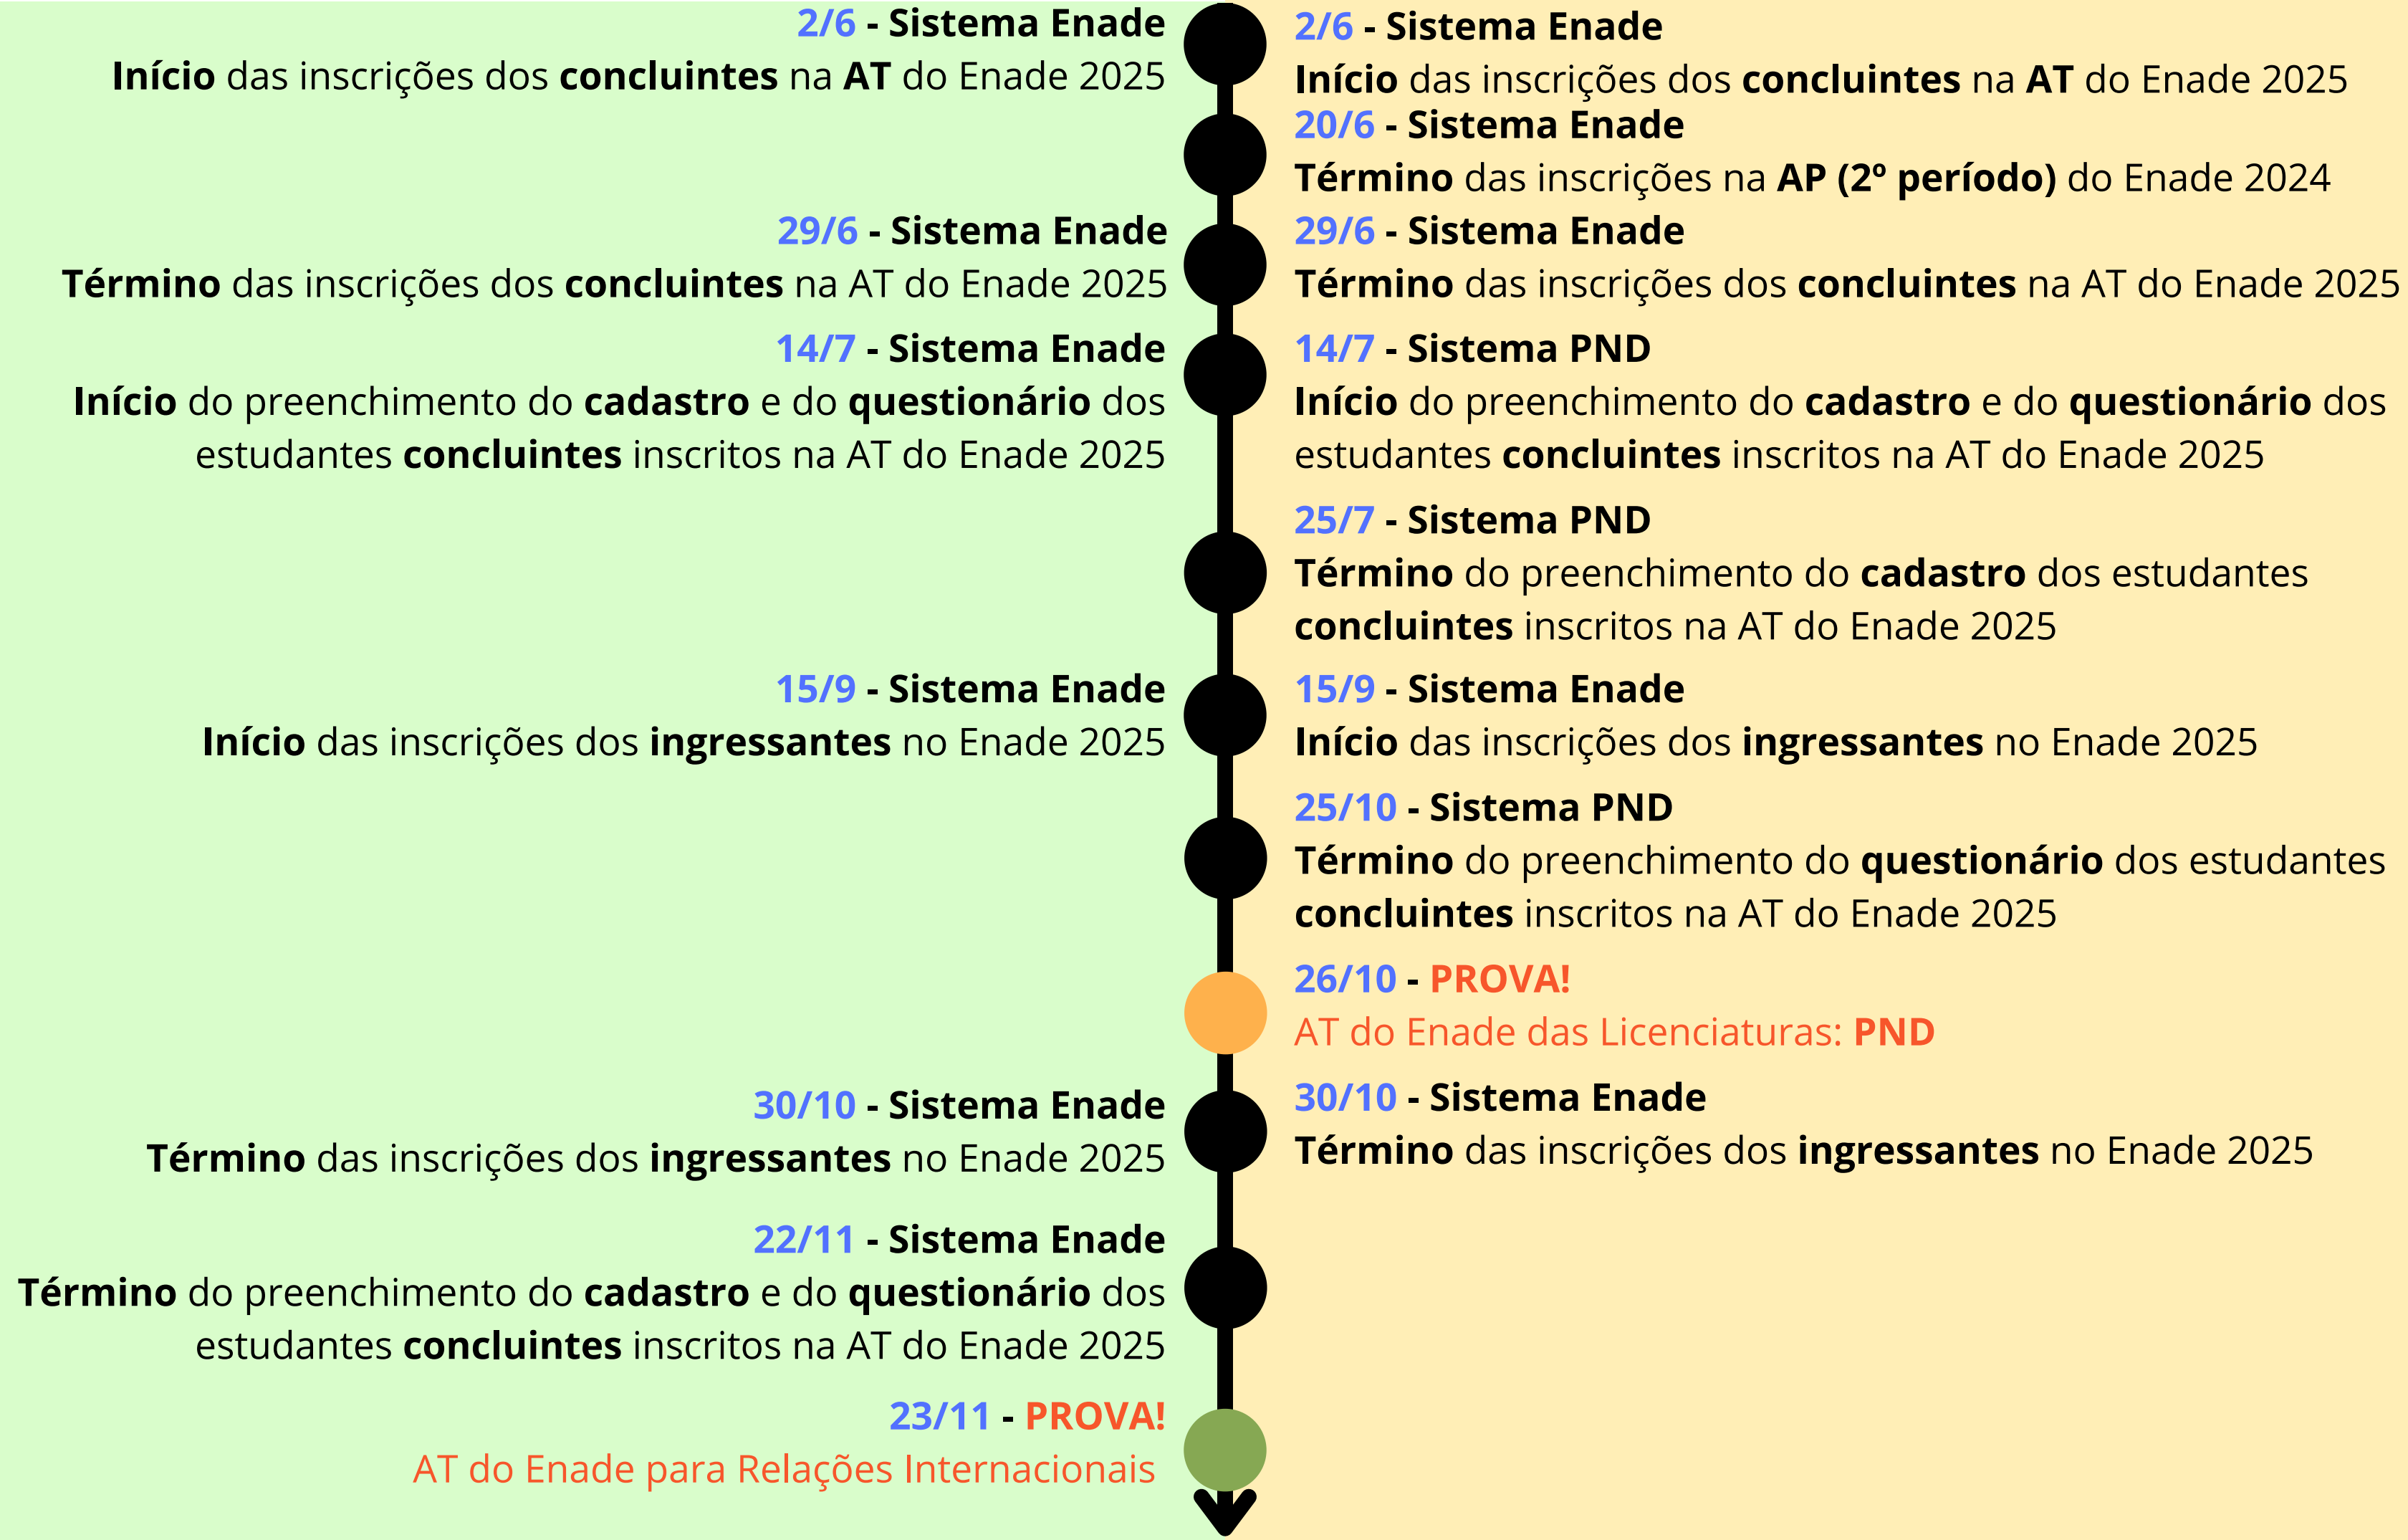 2/6 - Sistema Enade
Início das inscrições dos concluintes na AT do Enade 2025
29/6 - Sistema Enade
Término das inscrições dos concluintes na AT do Enade 2025
14/7 - Sistema Enade
Início do preenchimento do cadastro e do questionário dos
estudantes concluintes inscritos na AT do Enade 2025
15/9 - Sistema Enade
Início das inscrições dos ingressantes no Enade 2025
30/10 - Sistema Enade
Término das inscrições dos ingressantes no Enade 2025
22/11 - Sistema Enade
Término do preenchimento do cadastro e do questionário dos
estudantes concluintes inscritos na AT do Enade 2025
23/11 - PROVA!
AT do Enade para Relações Internacionais
2/6 - Sistema Enade
Início das inscrições dos concluintes na AT do Enade 2025
20/6 - Sistema Enade
Término das inscrições na AP (2º período) do Enade 2024
29/6 - Sistema Enade
Término das inscrições dos concluintes na AT do Enade 2025
14/7 - Sistema PND
Início do preenchimento do cadastro e do questionário dos
estudantes concluintes inscritos na AT do Enade 2025
25/7 - Sistema PND
Término do preenchimento do cadastro dos estudantes
concluintes inscritos na AT do Enade 2025
15/9 - Sistema Enade
Início das inscrições dos ingressantes no Enade 2025
25/10 - Sistema PND
Término do preenchimento do questionário dos estudantes
concluintes inscritos na AT do Enade 2025
26/10 - PROVA!
AT do Enade das Licenciaturas: PND
30/10 - Sistema Enade
Término das inscrições dos ingressantes no Enade 2025